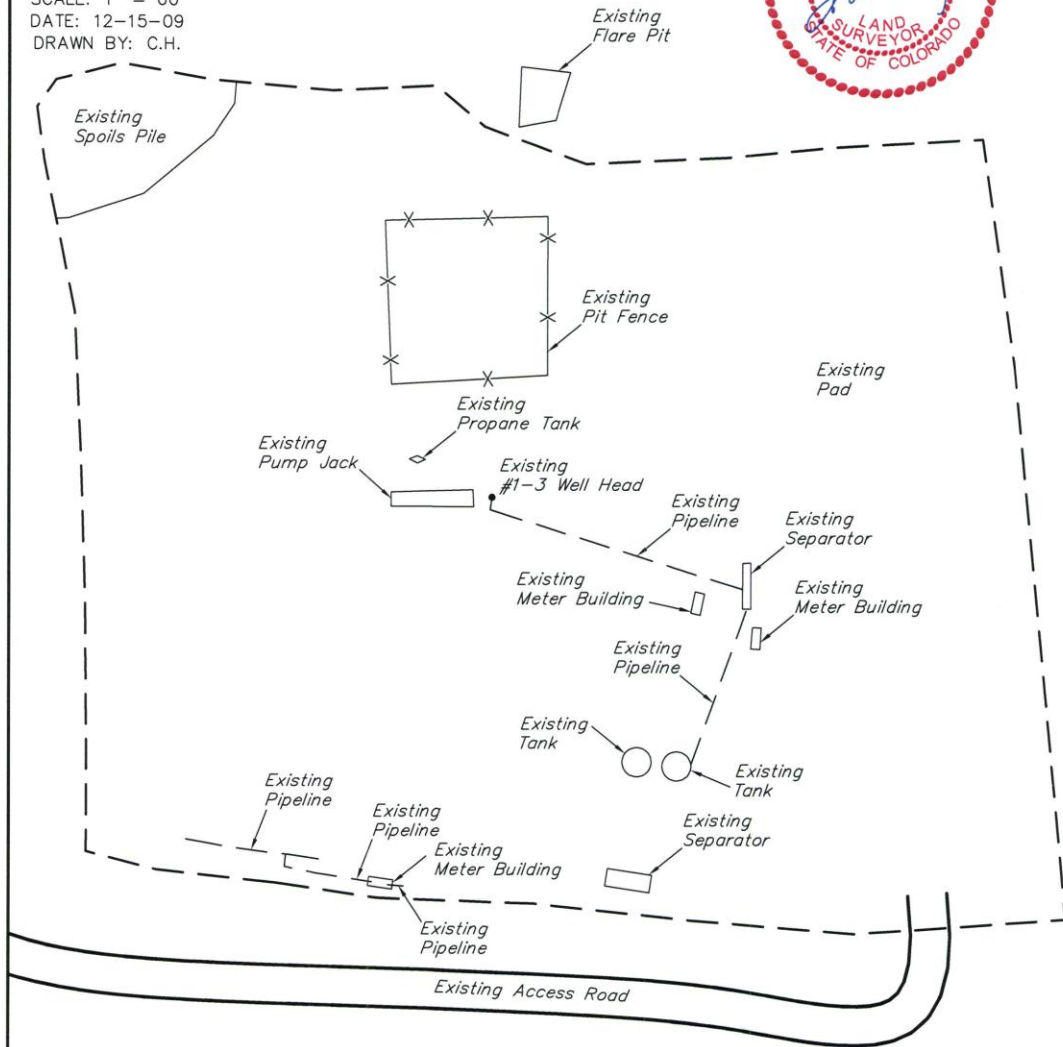 DATE: 12-15-09
DRAWN BY: C.H.
LAND
SURVEYOR
STATE OF COLORADO
Existing
Flare Pit
Existing
Spoils Pile
Existing
Pit Fence
Existing
Pad
Existing
Propane Tank
Existing
Pump Jack
Existing
#1-3 Well Head
Existing
Pipeline
Existing
Separator
Existing
Meter Building
Existing
Meter Building
Existing
Pipeline
Existing
Tank
Existing
Tank
Existing
Pipeline
Existing
Pipeline
Existing
Meter Building
Existing
Separator
Existing
Pipeline
Existing Access Road